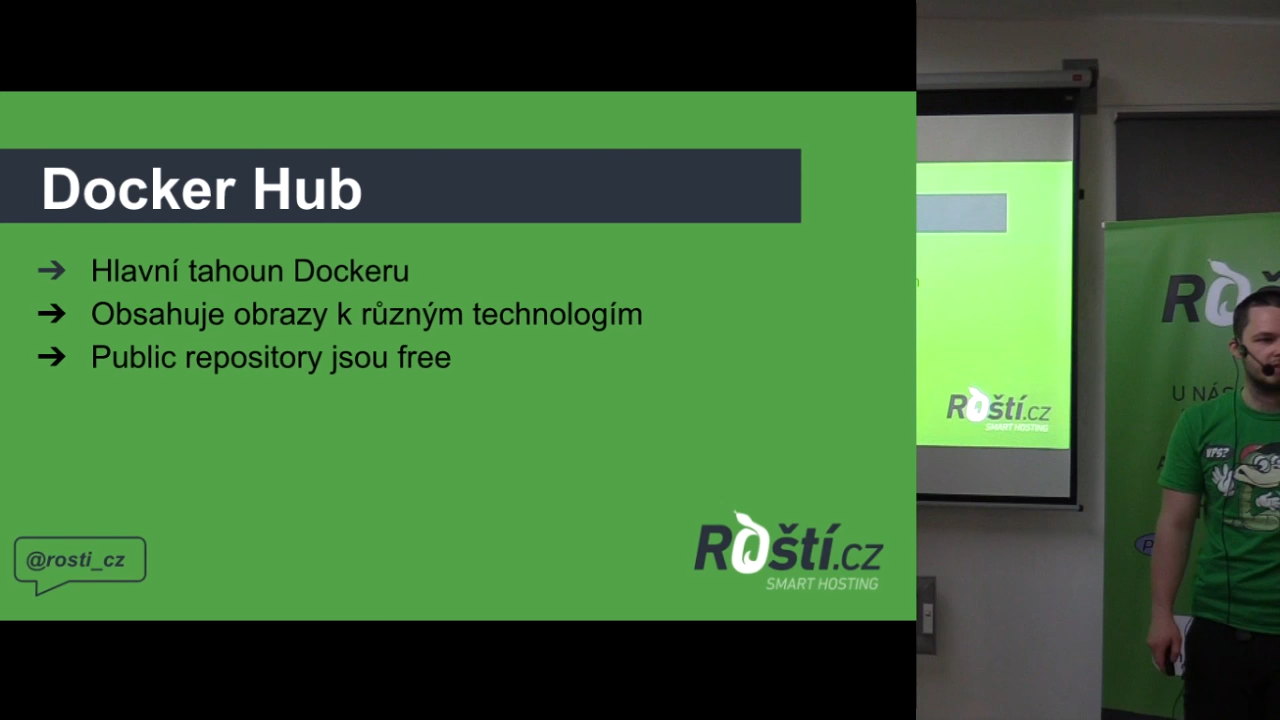 Docker Hub
➔ Hlavní tahoun Dockeru
➔ Obsahuje obrazy k různým technologím
➔ Public repository jsou free
@rosti_cz
Roští.cz
SMART HOSTING
Roští.cz
SMART HOSTING
U NÁS
VPS?